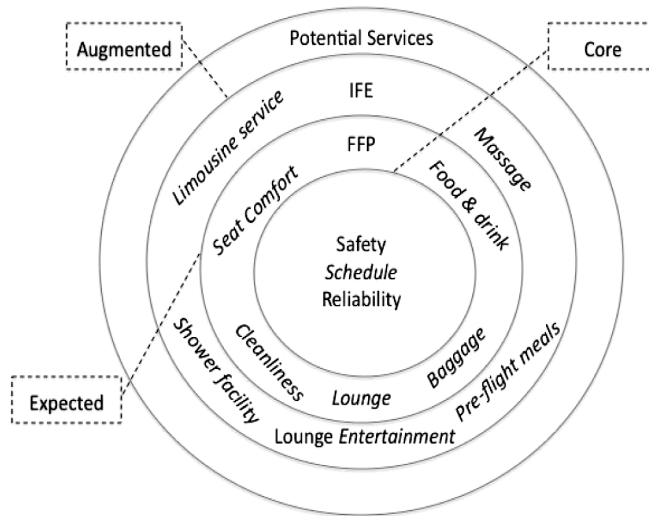 Potential Services
Augmented
Core
IFE
Limousine service
Massage
FFP
Seat Comfort
Food & drink
Safety
Schedule
Reliability
Cleanliness
Baggage
Shower facility
Pre-flight meals
Expected
Lounge
Lounge Entertainment